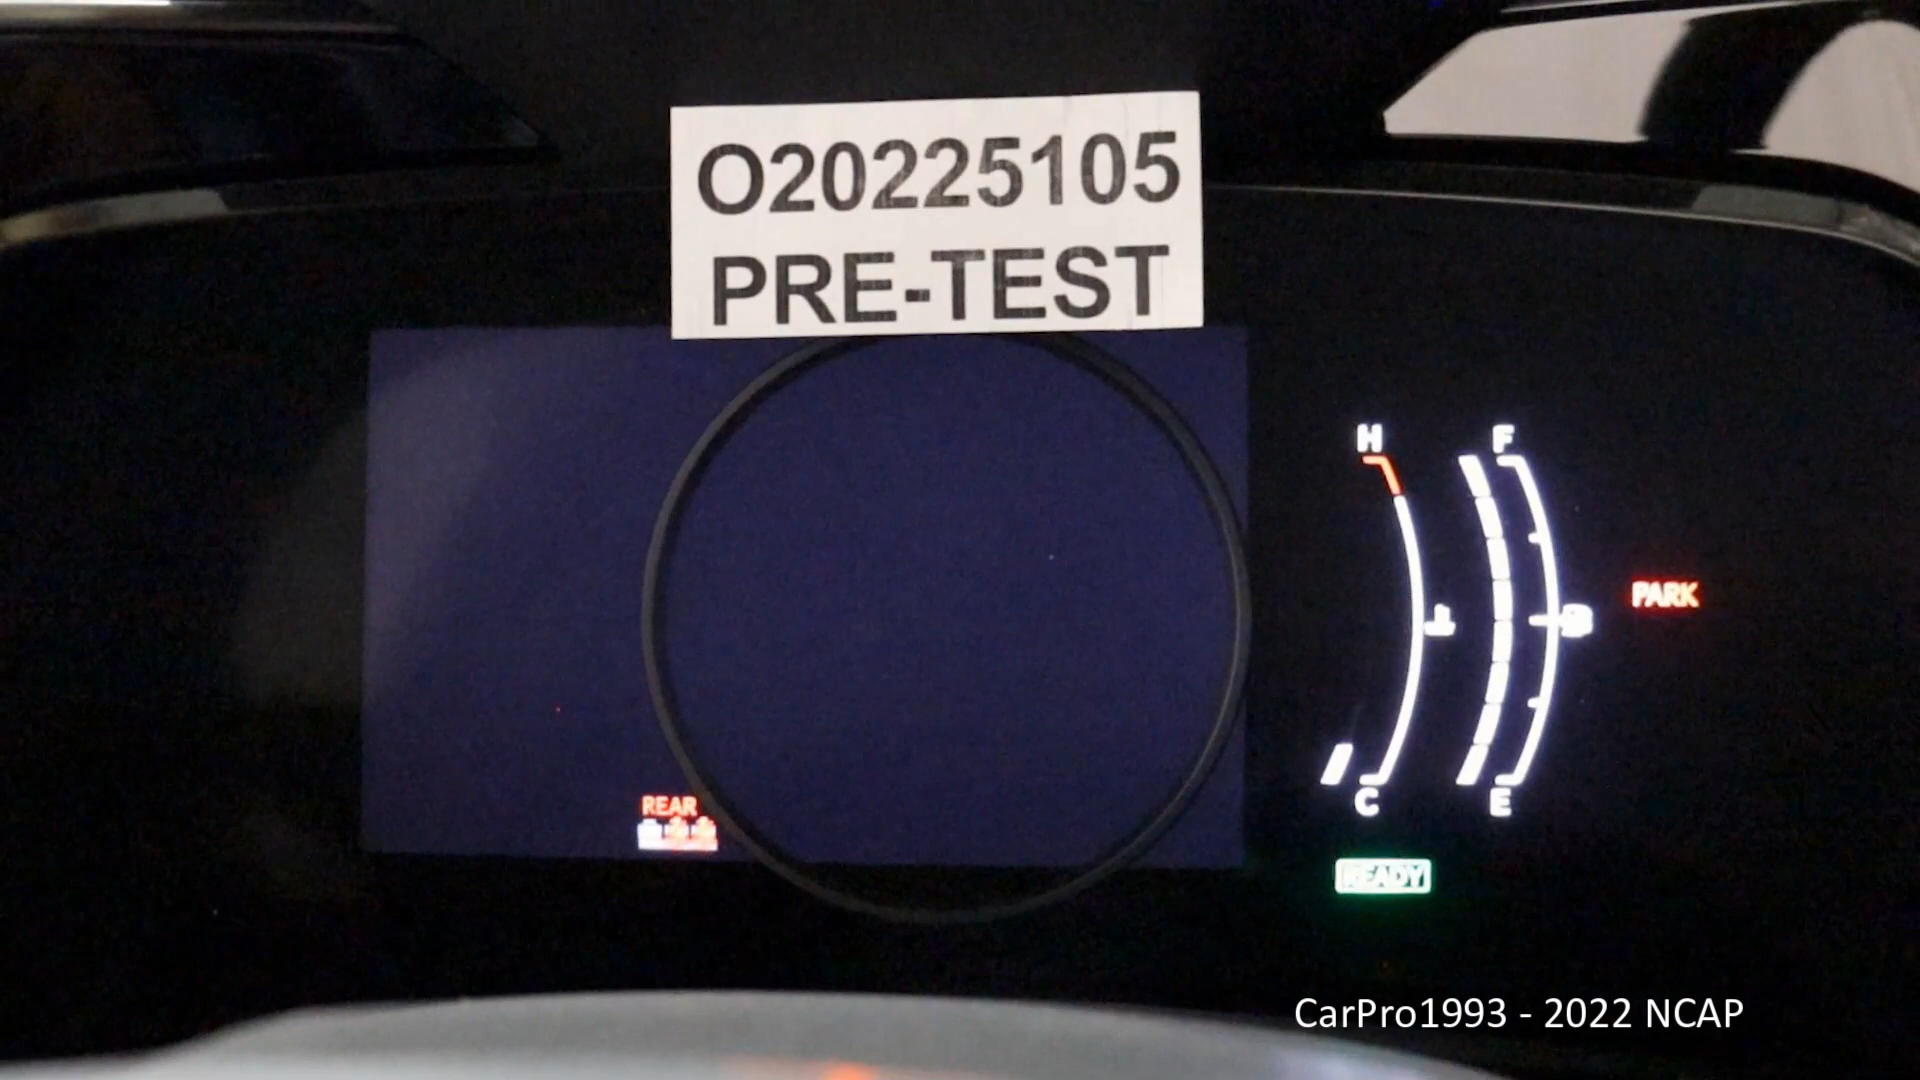 O20225105
PRE-TEST
H
F
PARK
REAR
C
E
READY
CarPro1993 - 2022 NCAP